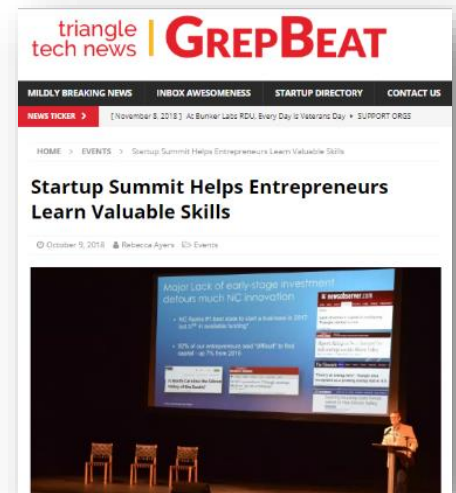 triangle
tech news
GREPBEAT
MILDLY BREAKING NEWS INBOX AWESOMENESS STARTUP DIRECTORY CONTACT US
NEWS TICKER [November 8, 2018] At Bunker Labs RDU, Every Day Is Veterans Day SUPPORT ORGS
HOME > EVENTS > Startup Summit Helps Entrepreneurs Learn Valuable Skills
Startup Summit Helps Entrepreneurs
Learn Valuable Skills
October 9, 2018 Rebecca Ayers Events
Major Lack of early-stage investment
detours much NC innovation
newsobserver.com